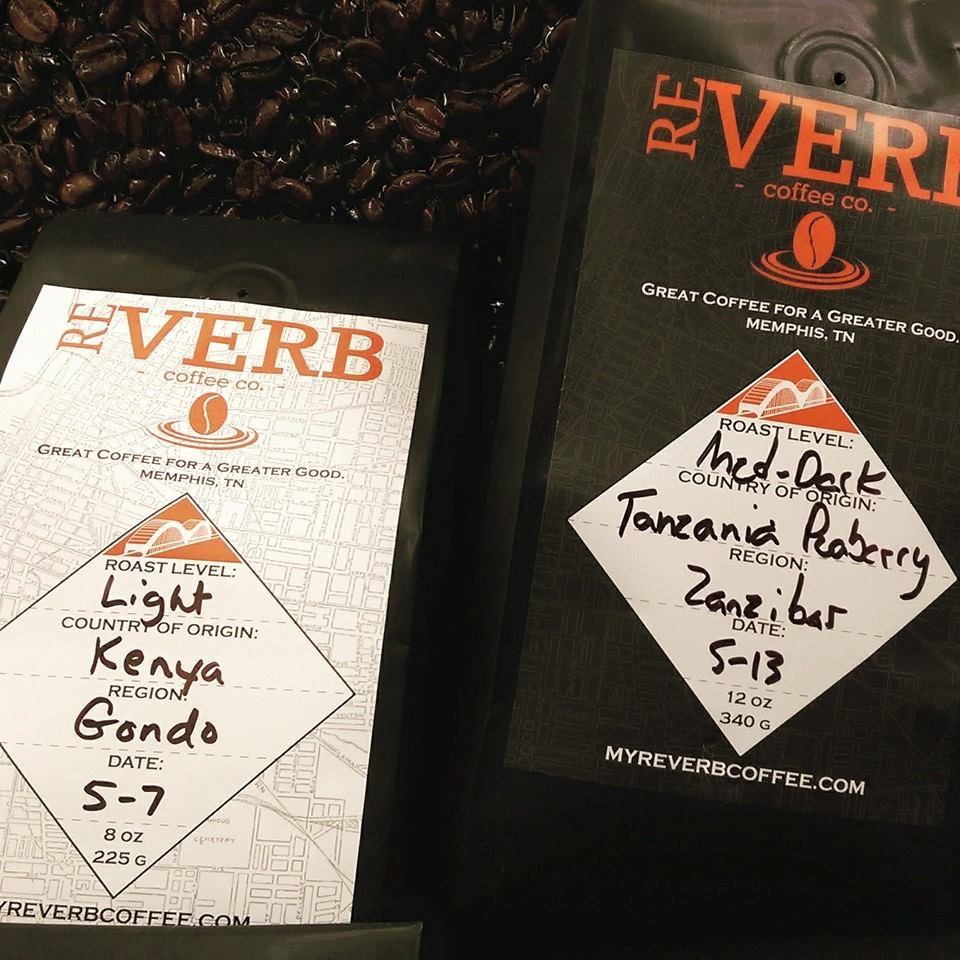 RE VERB
- coffee co. -
GREAT COFFEE FOR A GREATER GOOD.
MEMPHIS, TN
ROAST LEVEL:
Light
COUNTRY OF ORIGIN:
Kenya
REGION:
Gondo
DATE:
5-7
8 OZ
225 G
YREVERBCOFFEE.COM
RE VERB
- coffee co. -
GREAT COFFEE FOR A GREATER GOOD.
MEMPHIS, TN
ROAST LEVEL:
Med-Dark
COUNTRY OF ORIGIN:
Tanzania Peaberry
REGION:
Zanzibar
DATE:
5-13
12 OZ
340 G
MYREVERBCOFFEE.COM